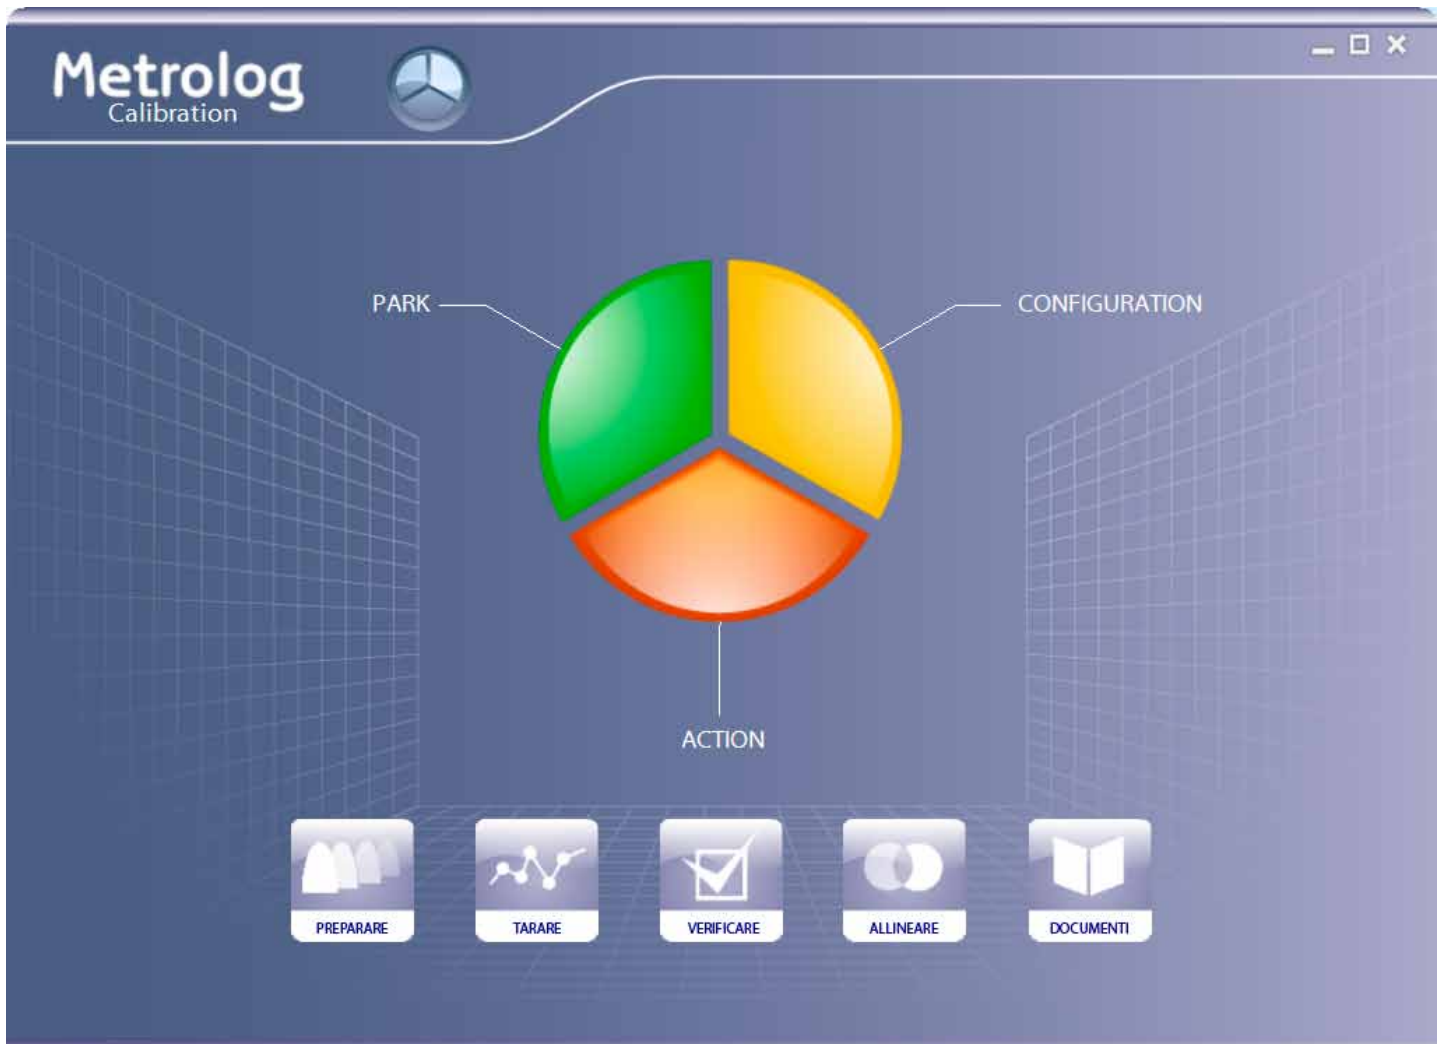 Metrolog
Calibration
PARK
CONFIGURATION
ACTION
PREPARARE
TARARE
VERIFICARE
ALLINEARE
DOCUMENTI